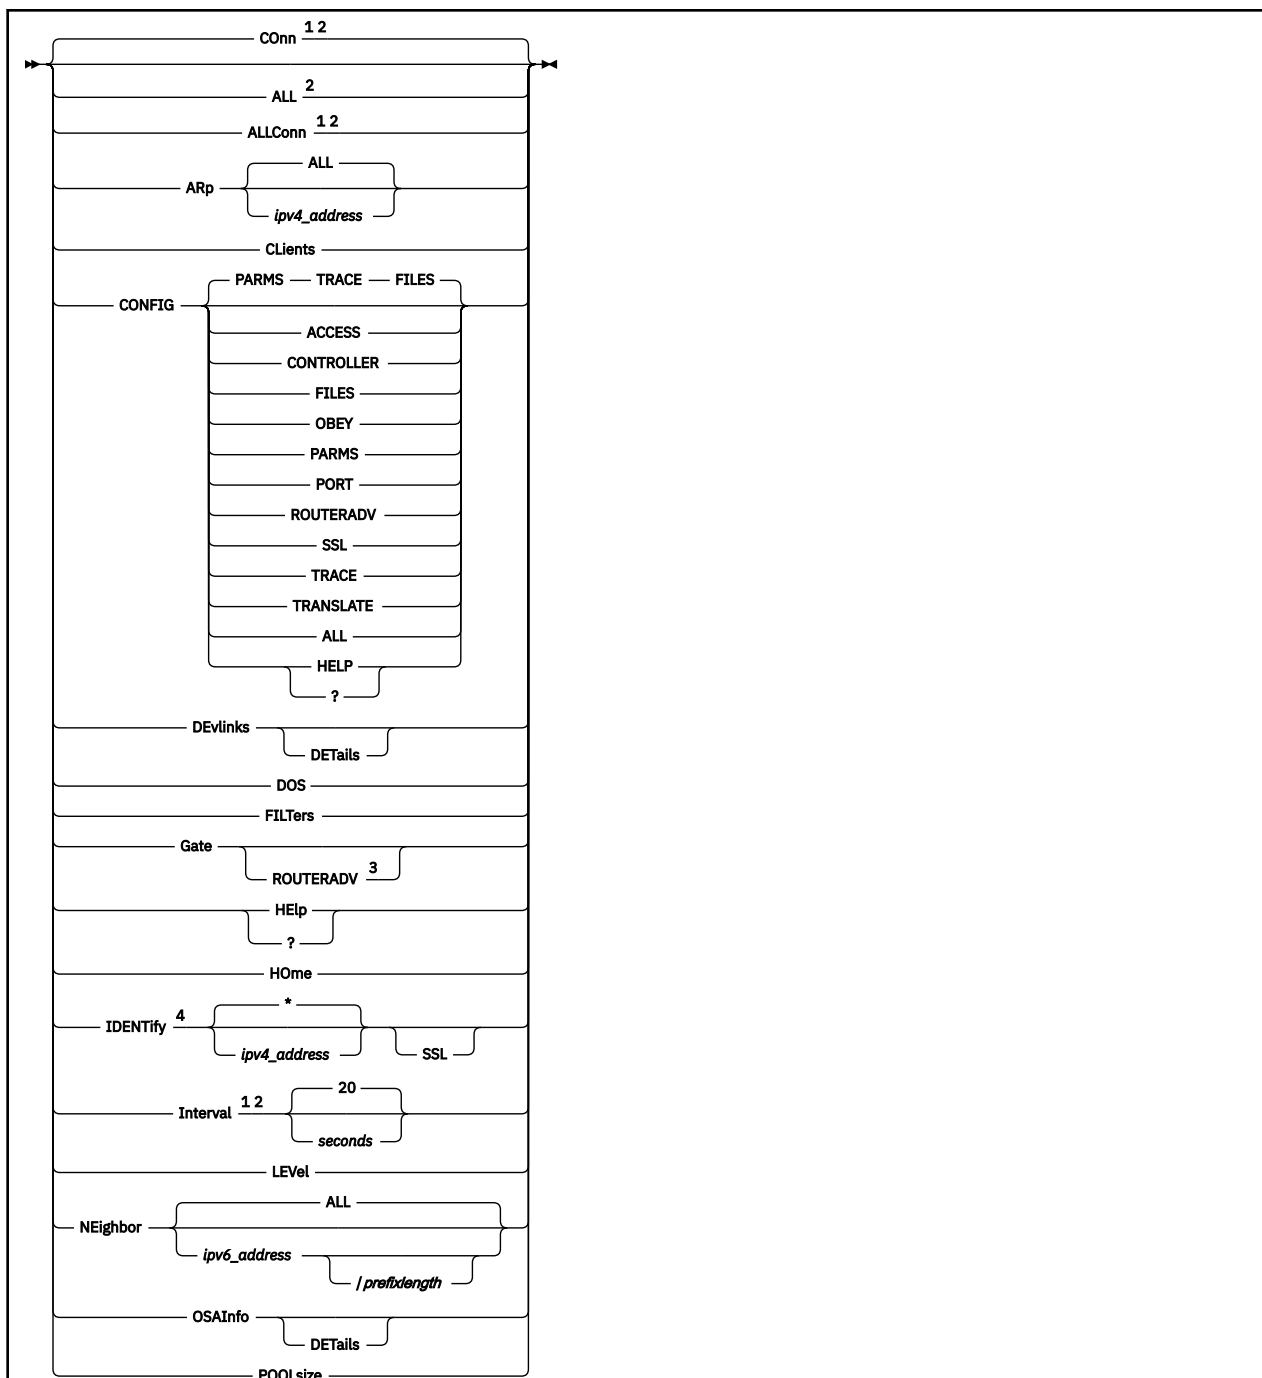 COnn 1 2
ALL 2
ALLConn 1 2
ALL
ARp
ipv4_address
CLients
PARMS TRACE FILES
CONFIG
ACCESS
CONTROLLER
FILES
OBEY
PARMS
PORT
ROUTERADV
SSL
TRACE
TRANSLATE
ALL
HELP
?
DEvlinks
DETails
DOS
FILTers
Gate
ROUTERADV 3
HElp
?
HOme
*
IDENTify 4
ipv4_address SSL
20
Interval 1 2
seconds
LEVel
ALL
NEighbor
ipv6_address
/prefixlength
OSAInfo
DETails
POOLsize